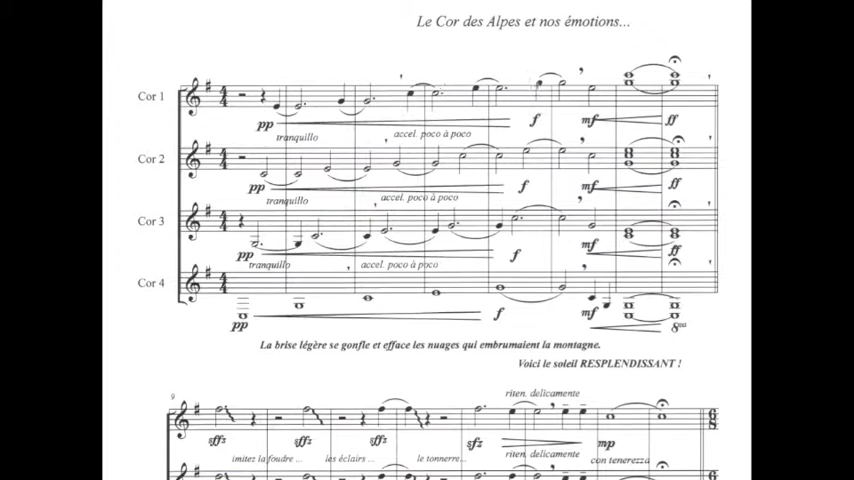 Le Cor des Alpes et nos émotions...
Cor 1
pp
tranquillo
accel. poco à poco
f
mf
ff
Cor 2
pp
tranquillo
accel. poco à poco
f
mf
ff
Cor 3
pp
tranquillo
accel. poco à poco
f
mf
ff
Cor 4
pp
f
mf
8va
La brise légère se gonfle et efface les nuages qui embrumaient la montagne.
Voici le soleil RESPLENDISSANT !
9
riten. delicamente
sffz
sffz
sffz
sfz
mp
imitez la foudre ...
les éclairs ...
le tonnerre...
riten. delicamente
con tenerezza